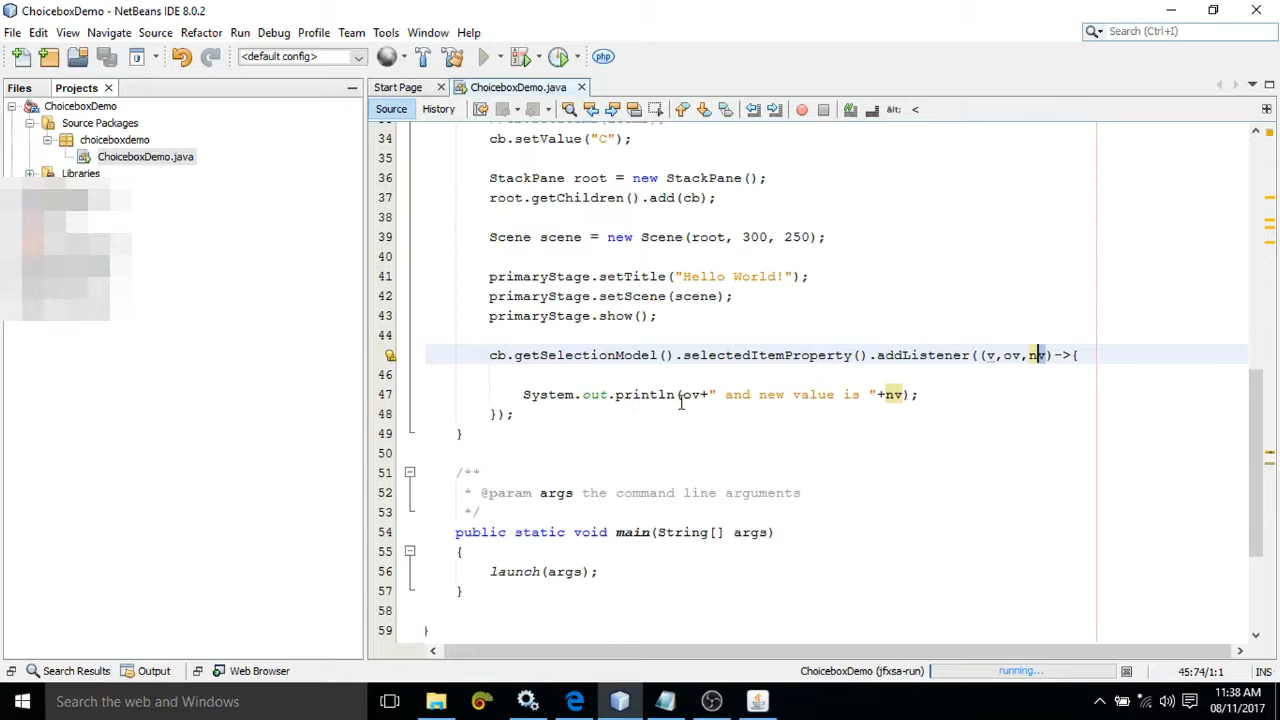 ChoiceboxDemo - NetBeans IDE 8.0.2
File Edit View Navigate Source Refactor Run Debug Profile Team Tools Window Help
Search (Ctrl+I)
<default config>
php
Files Projects
Start Page ChoiceboxDemo.java
Source History
ChoiceboxDemo
Source Packages
choiceboxdemo
ChoiceboxDemo.java
Libraries
34 cb.setValue("C");
35
36 StackPane root = new StackPane();
37 root.getChildren().add(cb);
38
39 Scene scene = new Scene(root, 300, 250);
40
41 primaryStage.setTitle("Hello World!");
42 primaryStage.setScene(scene);
43 primaryStage.show();
44
cb.getSelectionModel().selectedItemProperty().addListener((v,ov,nv)->{
46
47 System.out.println(ov+" and new value is "+nv);
48 });
49 }
50
51 /**
52 * @param args the command line arguments
53 */
54 public static void main(String[] args)
55 {
56 launch(args);
57 }
58
59 }
Search Results Output Web Browser
ChoiceboxDemo (jfxsa-run) running... 45:74/1:1 INS
Search the web and Windows
11:38 AM
08/11/2017